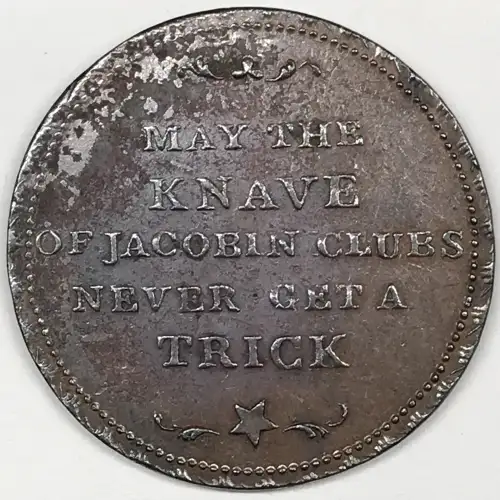 MAY THE
KNAVE
OF JACOBIN CLUBS
NEVER GET A
TRICK